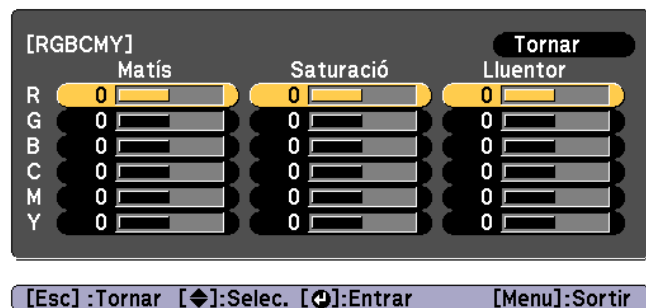 [RGBCMY] Tornar
Matís Saturació Lluentor
R 0 0 0
G 0 0 0
B 0 0 0
C 0 0 0
M 0 0 0
Y 0 0 0
[Esc] :Tornar [◆]:Selec. [↵]:Entrar [Menu]:Sortir